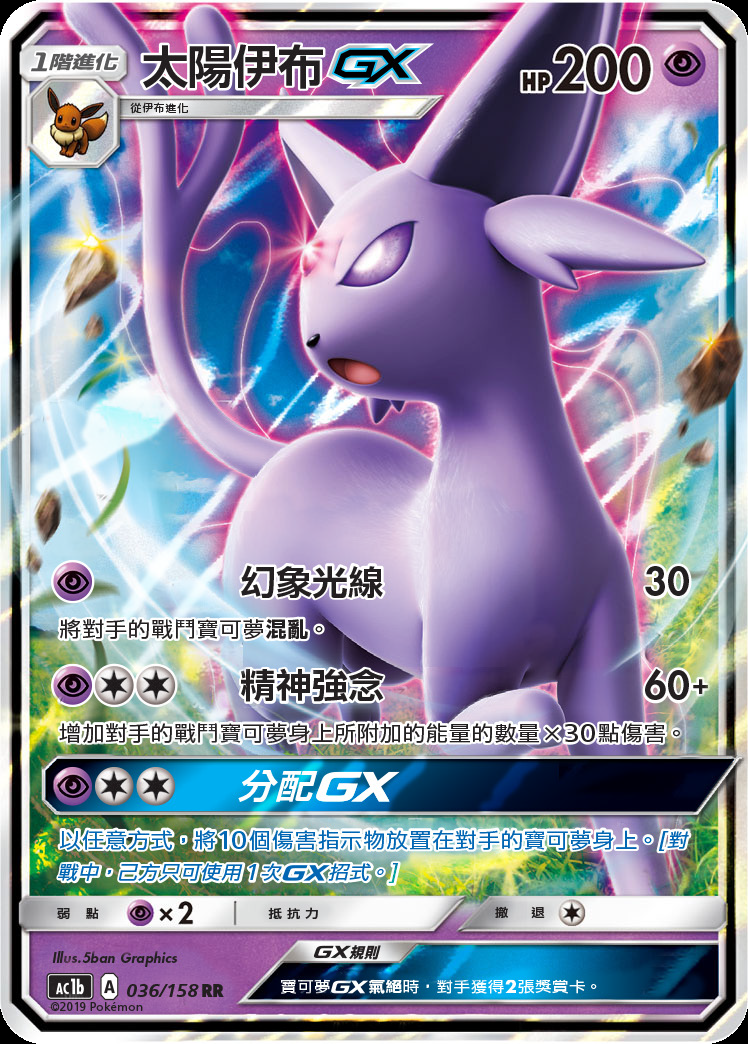 1階進化 太陽伊布GX HP200
從伊布進化
幻象光線 30
將對手的戰鬥寶可夢混亂。
精神強念 60+
增加對手的戰鬥寶可夢身上所附加的能量的數量×30點傷害。
分配GX
以任意方式,將10個傷害指示物放置在對手的寶可夢身上。[對
戰中,己方只可使用1次GX招式。]
弱點 ×2 抵抗力 撤退
Illus.5ban Graphics
GX規則
AC1b A 036/158 RR
寶可夢GX氣絕時,對手獲得2張獎賞卡。
©2019 Pokémon